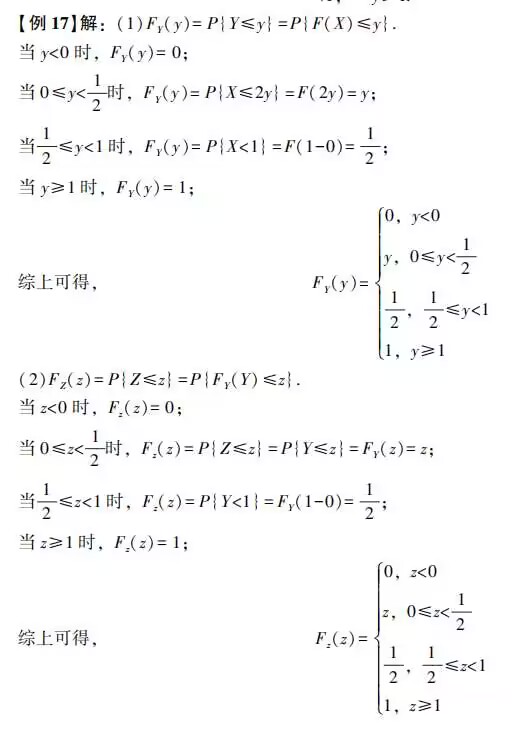 【例 17】解：(1) F_Y(y)=P{Y≤y}=P{F(X)≤y}.
当 y<0 时，F_Y(y)=0；
当 0≤y<1/2 时，F_Y(y)=P{X≤2y}=F(2y)=y；
当 1/2≤y<1 时，F_Y(y)=P{X<1}=F(1-0)=1/2；
当 y≥1 时，F_Y(y)=1；
综上可得，F_Y(y)={0, y<0
y, 0≤y<1/2
1/2, 1/2≤y<1
1, y≥1
(2) F_Z(z)=P{Z≤z}=P{F_Y(Y)≤z}.
当 z<0 时，F_z(z)=0；
当 0≤z<1/2 时，F_z(z)=P{Z≤z}=P{Y≤z}=F_Y(z)=z；
当 1/2≤z<1 时，F_z(z)=P{Y<1}=F_Y(1-0)=1/2；
当 z≥1 时，F_z(z)=1；
综上可得，F_z(z)={0, z<0
z, 0≤z<1/2
1/2, 1/2≤z<1
1, z≥1